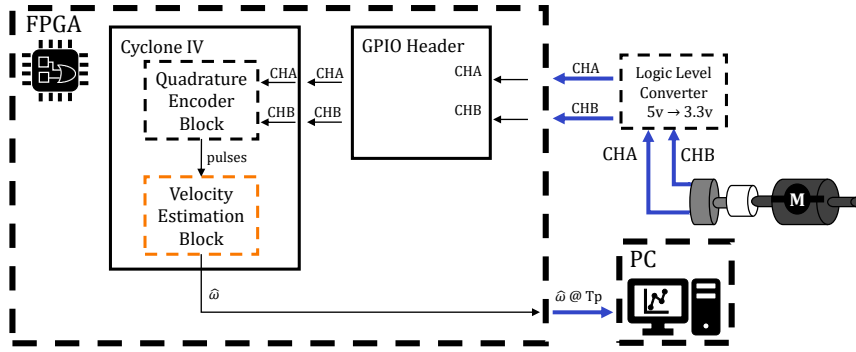 FPGA
Cyclone IV
Quadrature
Encoder
Block
CHA
CHB
CHA
CHB
pulses
Velocity
Estimation
Block
ω̂
GPIO Header
CHA
CHB
CHA
CHB
Logic Level
Converter
5v → 3.3v
CHA
CHB
M
ω̂ @ Tp
PC